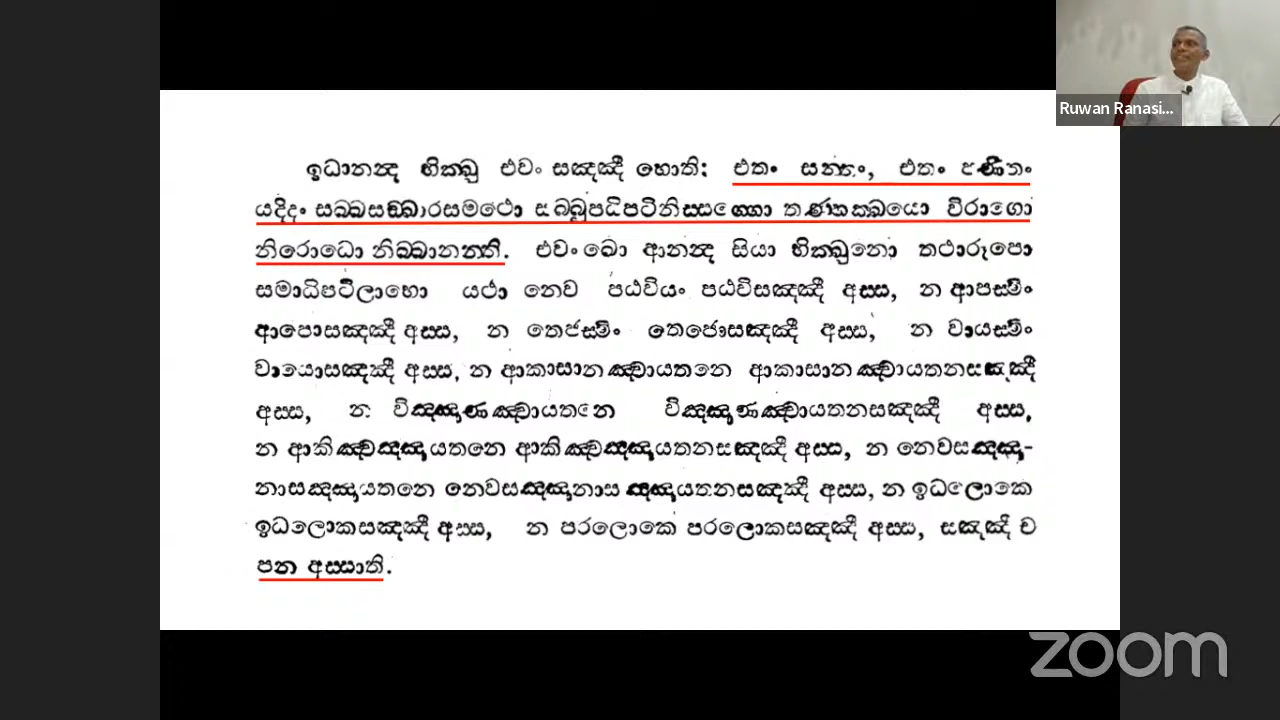 Ruwan Ranasi...
ඉධානන්‍ද භික්ඛු එවං සඤ්ඤී හොති: එතං සන්තං, එතං පණීතං
යදිදං සබ්බසඞ්ඛාරසමථො සබ්බූපධිපටිනිස්සග්ගො තණ්හක්ඛයො විරාගො
නිරොධො නිබ්බානන්ති. එවං ඛො ආනන්‍ද සියා භික්ඛුනො තථාරූපො
සමාධිපටිලාභො යථා නෙව පඨවියං පඨවිසඤ්ඤී අස්ස, න ආපස්මිං
ආපොසඤ්ඤී අස්ස, න තෙජස්මිං තෙජොසඤ්ඤී අස්ස, න වායස්මිං
වායොසඤ්ඤී අස්ස, න ආකාසානඤ්චායතනෙ ආකාසානඤ්චායතනසඤ්ඤී
අස්ස, න විඤ්ඤාණඤ්චායතනෙ විඤ්ඤාණඤ්චායතනසඤ්ඤී අස්ස,
න ආකිඤ්චඤ්ඤායතනෙ ආකිඤ්චඤ්ඤායතනසඤ්ඤී අස්ස, න නෙවසඤ්ඤා-
නාසඤ්ඤායතනෙ නෙවසඤ්ඤානාසඤ්ඤායතනසඤ්ඤී අස්ස, න ඉධලොකෙ
ඉධලොකසඤ්ඤී අස්ස, න පරලොකෙ පරලොකසඤ්ඤී අස්ස, සඤ්ඤී ච
පන අස්සාති.
zoom